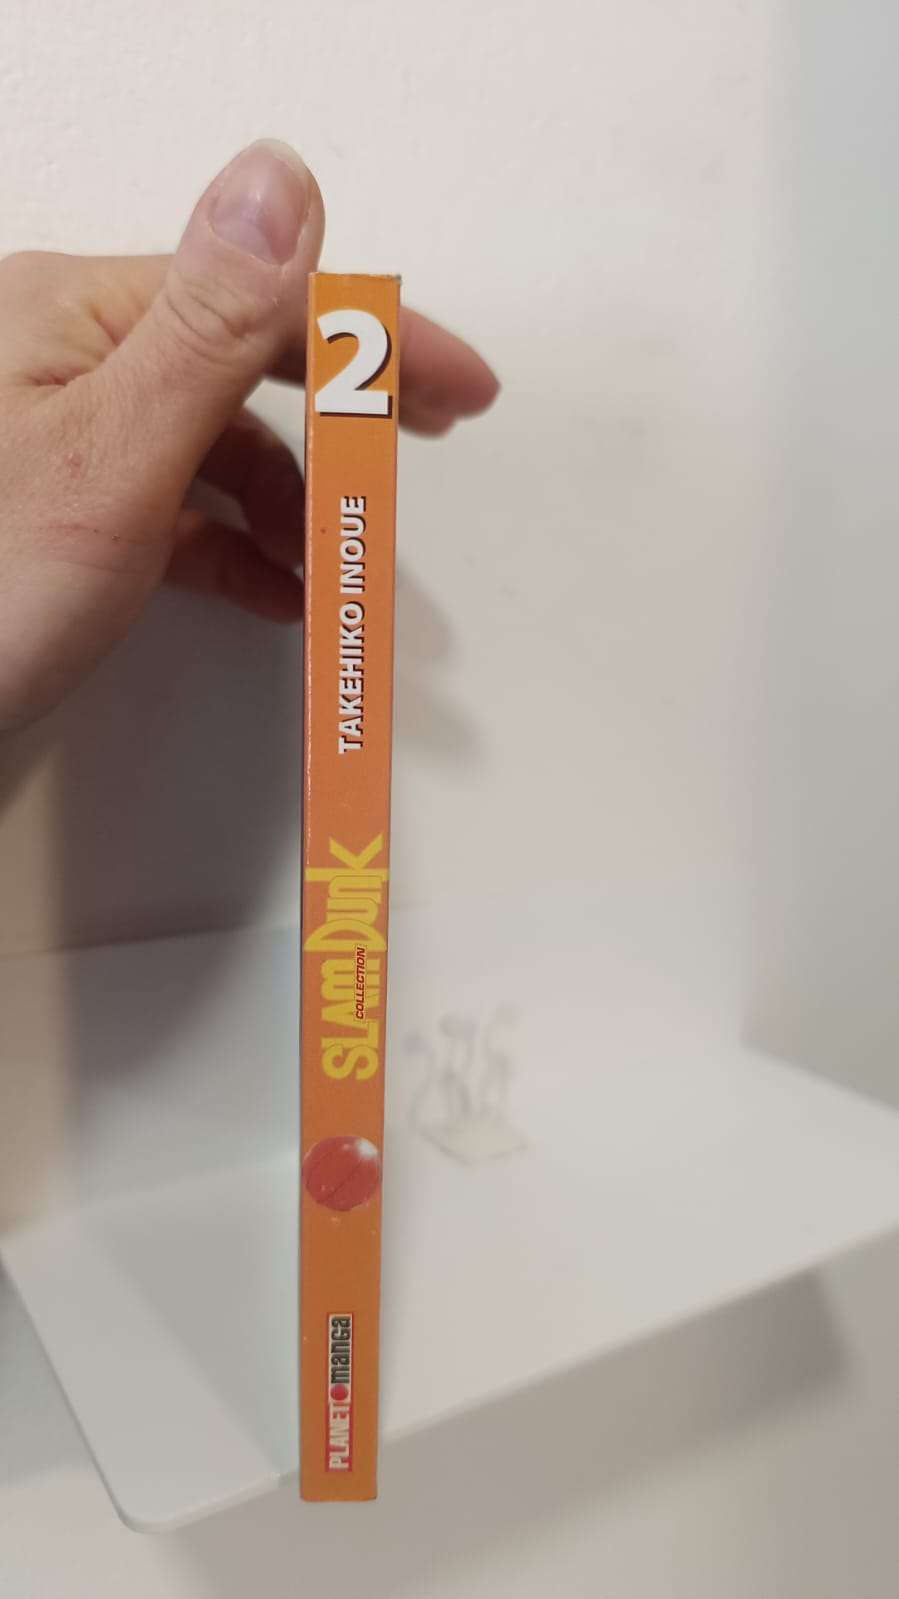 2
TAKEHIKO INOUE
SLAM DUNK
COLLECTION
PLANET manga